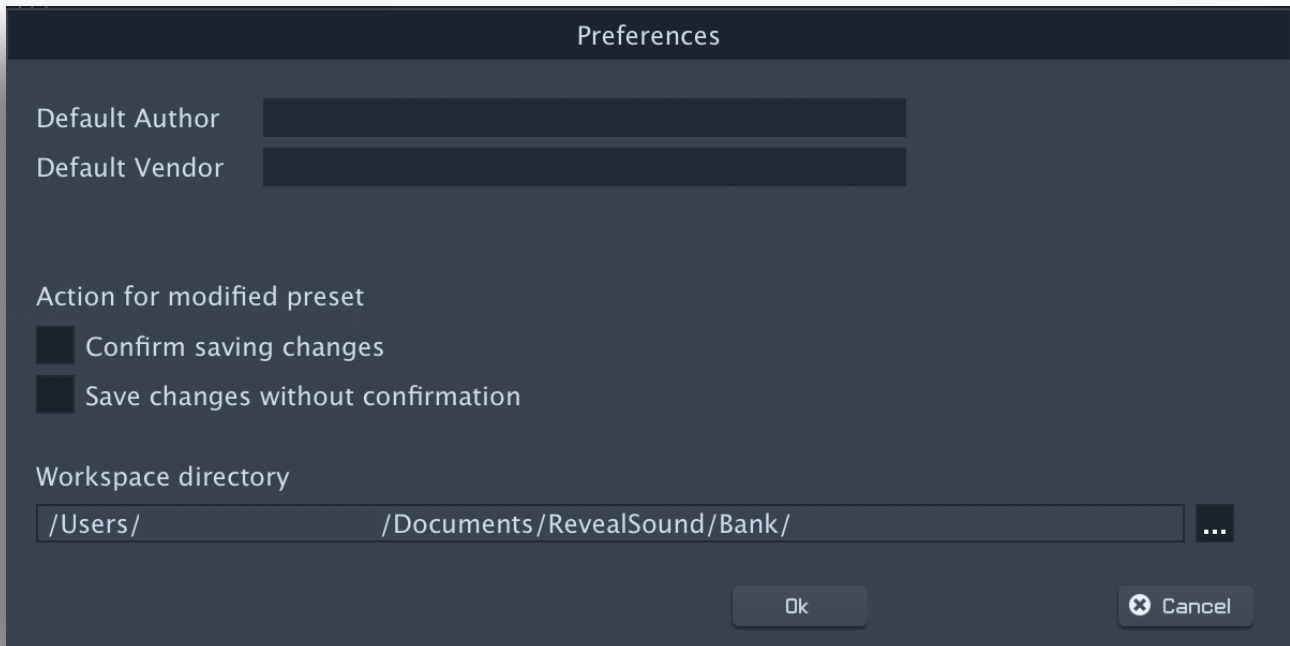 Preferences
Default Author
Default Vendor
Action for modified preset
Confirm saving changes
Save changes without confirmation
Workspace directory
/Users/ /Documents/RevealSound/Bank/ ...
Ok Cancel